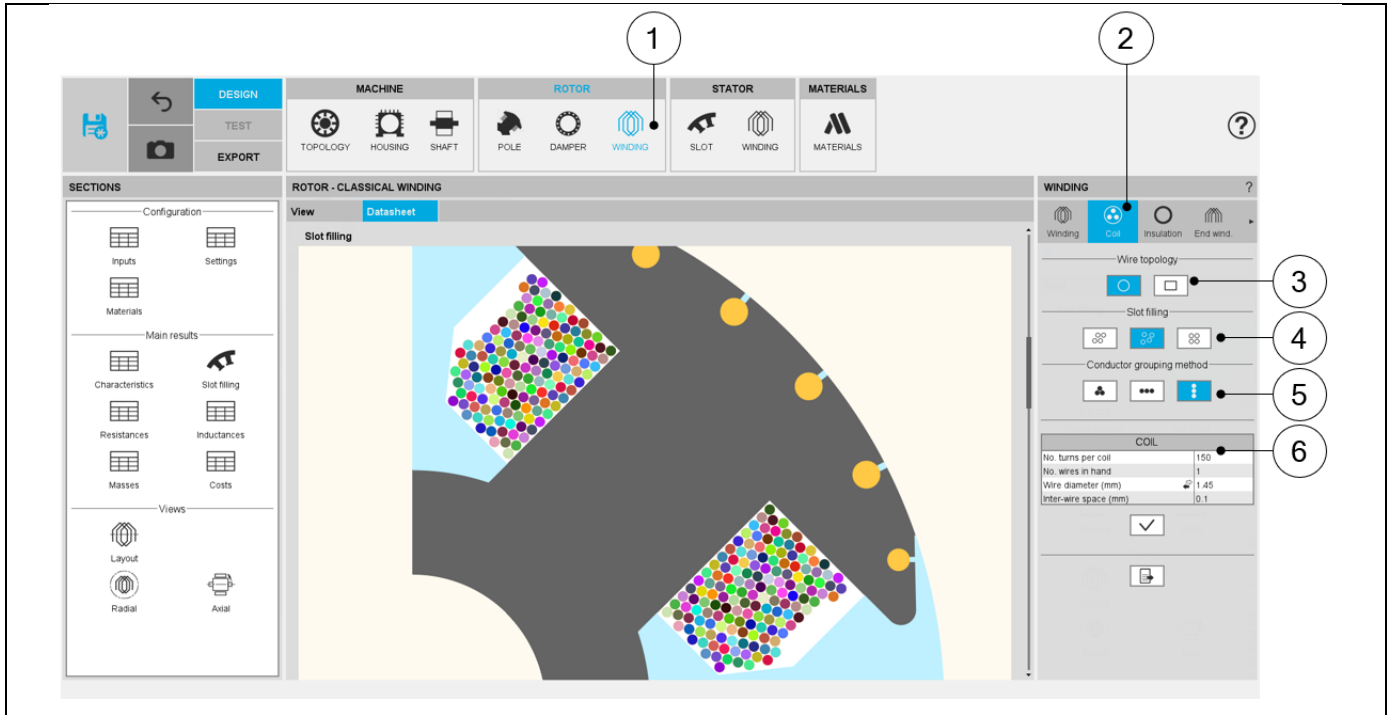 1
2
DESIGN
TEST
EXPORT
MACHINE
ROTOR
STATOR
MATERIALS
TOPOLOGY
HOUSING
SHAFT
POLE
DAMPER
WINDING
SLOT
WINDING
MATERIALS
?
SECTIONS
Configuration
Inputs
Settings
Materials
Main results
Characteristics
Slot filling
Resistances
Inductances
Masses
Costs
Views
Layout
Radial
Axial
ROTOR - CLASSICAL WINDING
View
Datasheet
Slot filling
WINDING
?
Winding
Coil
Insulation
End wind.
Wire topology
3
Slot filling
4
Conductor grouping method
5
COIL
6
No. turns per coil 150
No. wires in hand 1
Wire diameter (mm) 1.45
Inter-wire space (mm) 0.1